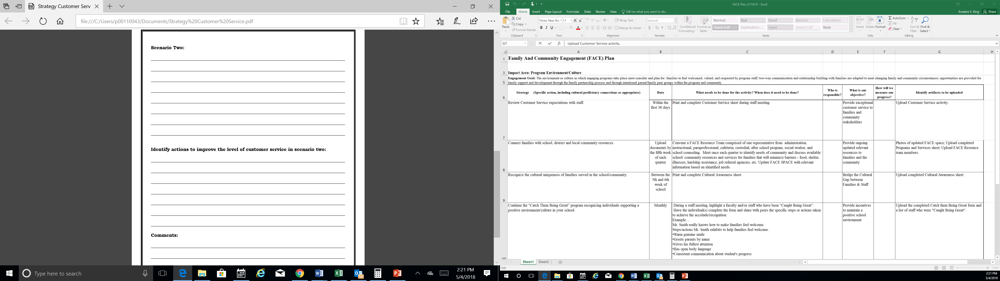 Strategy Customer Serv
file:///C:/Users/p00110043/Documents/Strategy%20Customer%20Service.pdf
Scenario Two:
Identify actions to improve the level of customer service in scenario two:
Comments:
Type here to search
2:21 PM
5/4/2018
FACE Plan_SY1819 - Excel
Aneatra S. King
Share
File Home Insert Page Layout Formulas Data Review View Tell me what you want to do...
Cut
Copy
Format Painter
Paste
Clipboard
Times New Ro 11
B I U
Font
Wrap Text
Merge & Center
Alignment
General
$ % ,
Number
Conditional Formatting
Format as Table
Normal Bad Good Neutral Calculation
Check Cell Explanatory ... Input Linked Cell Note
Styles
Insert Delete Format
Cells
AutoSum
Fill
Clear
Sort & Filter
Find & Select
Editing
G7
fx
Upload Customer Service activity.
A B C D E F G H
1 Family And Community Engagement (FACE) Plan
3 Impact Area: Program Environment/Culture
Engagement Goal: The environment or culture in which engaging programs take place must consider and plan for: families to feel welcomed, valued, and respected by program staff; two-way communication and relationship building with families are adapted to meet changing family and community circumstances; opportunities are provided for
5 family support and development through the family partnership process and through intentional parent/family peer groups within the program and community.
6
Strategy (Specific action, including cultural proficiency connections as appropriate)
Date
What needs to be done for the activity? When does it need to be done?
Who is
responsible?
What is our
objective?
How will we
measure our
progress?
Identify artifacts to be uploaded
7
Review Customer Service expectations with staff.
Within the
first 30 days
Print and complete Customer Service sheet during staff meeting.
Provide exceptional
customer service to
families and
community
stakeholders
Upload Customer Service activity.
8
Connect families with school, district and local community resources.
Upload
documents by
the fifth week
of each
quarter
Convene a FACE Resource Team comprised of one representative from administration,
instructional, paraprofessional, cafeteria, custodial, after school program, social worker, and
school counseling. Meet once each quarter to identify needs of community and discuss available
school/ community resources and services for families that will minimize barriers - food, shelter,
illnesses, hardship assistance, job referral agencies, etc. Update FACE SPACE with relevant
information based on identified needs.
Provide ongoing
updated relevant
resources to
families and the
community
Photos of updated FACE space; Upload completed
Programs and Services sheet; Upload FACE Resource
team members.
9
Recognize the cultural uniqueness of families served in the school/community.
Between the
5th and 6th
week of
school
Print and complete Cultural Awareness sheet.
Bridge the Cultural
Gap between
Families & Staff
Upload completed Cultural Awareness sheet.
10
Continue the “Catch Them Being Great” program recognizing individuals supporting a
positive environment/culture in your school.
Monthly
During a staff meeting, highlight a faculty and/or staff who have been “Caught Being Great”.
Have the individual(s) complete the form and share with peers the specific steps or actions taken
to achieve the accolade/recognition.
Example…
Mr. Smith really knows how to make families feel welcome.
Steps/actions Mr. Smith exhibits to help families feel welcome.
•Warm genuine smile
•Greets parents by name
•Gives his fullest attention
•Has open body language
•Consistent communication about student's progress
Provide incentives
to maintain a
positive school
environment
Upload the completed Catch them Being Great form and
a list of staff who were "Caught Being Great".
Sheet1 Sheet2
Edit
100%
2:21 PM
5/4/2018